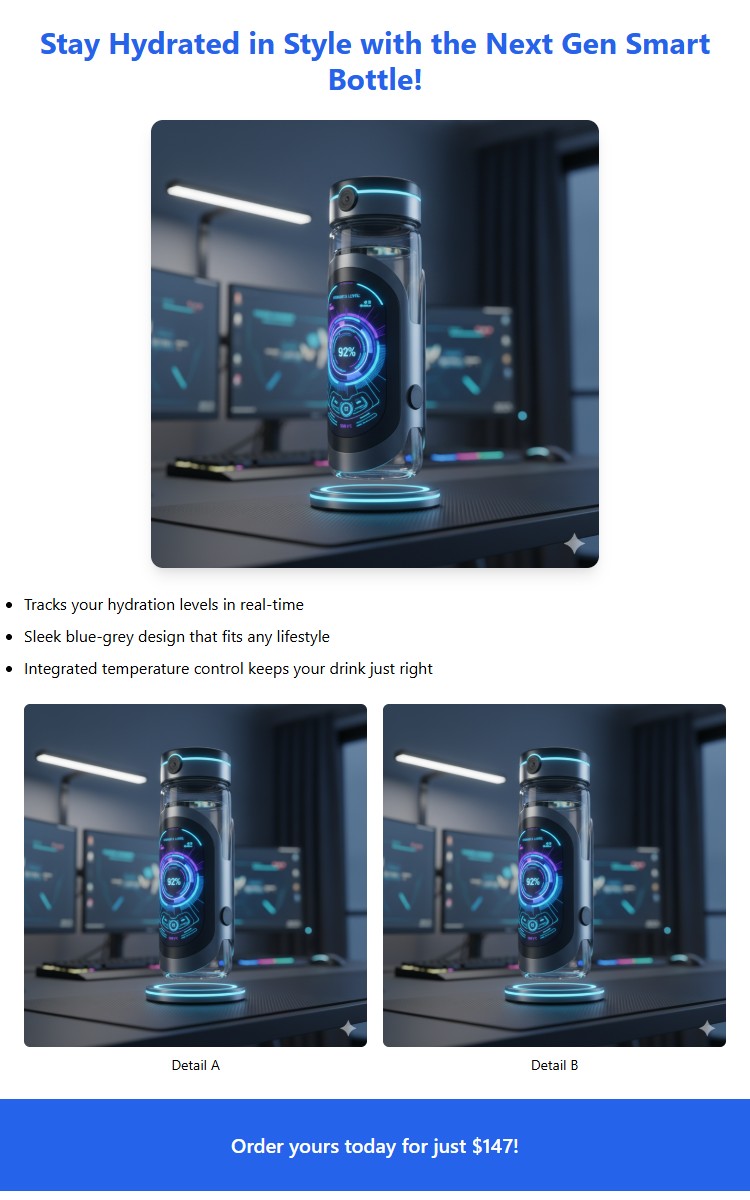 Stay Hydrated in Style with the Next Gen Smart
Bottle!
92%
Tracks your hydration levels in real-time
Sleek blue-grey design that fits any lifestyle
Integrated temperature control keeps your drink just right
92%
92%
Detail A
Detail B
Order yours today for just $147!